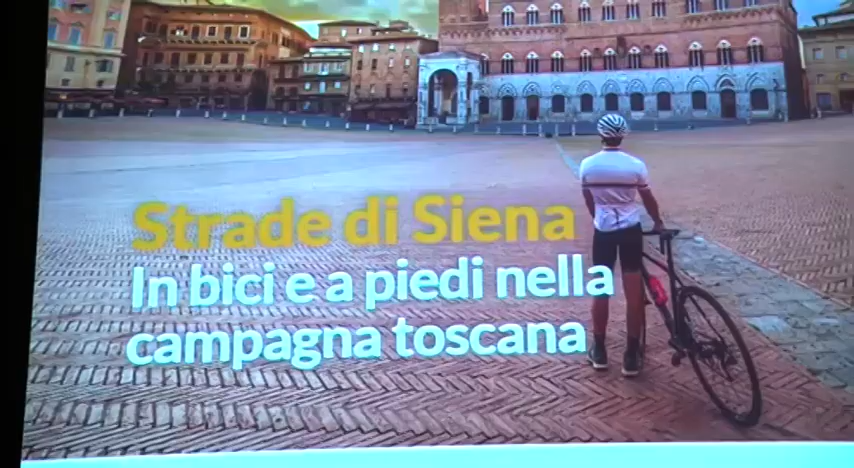 Strade di Siena
In bici e a piedi nella
campagna toscana